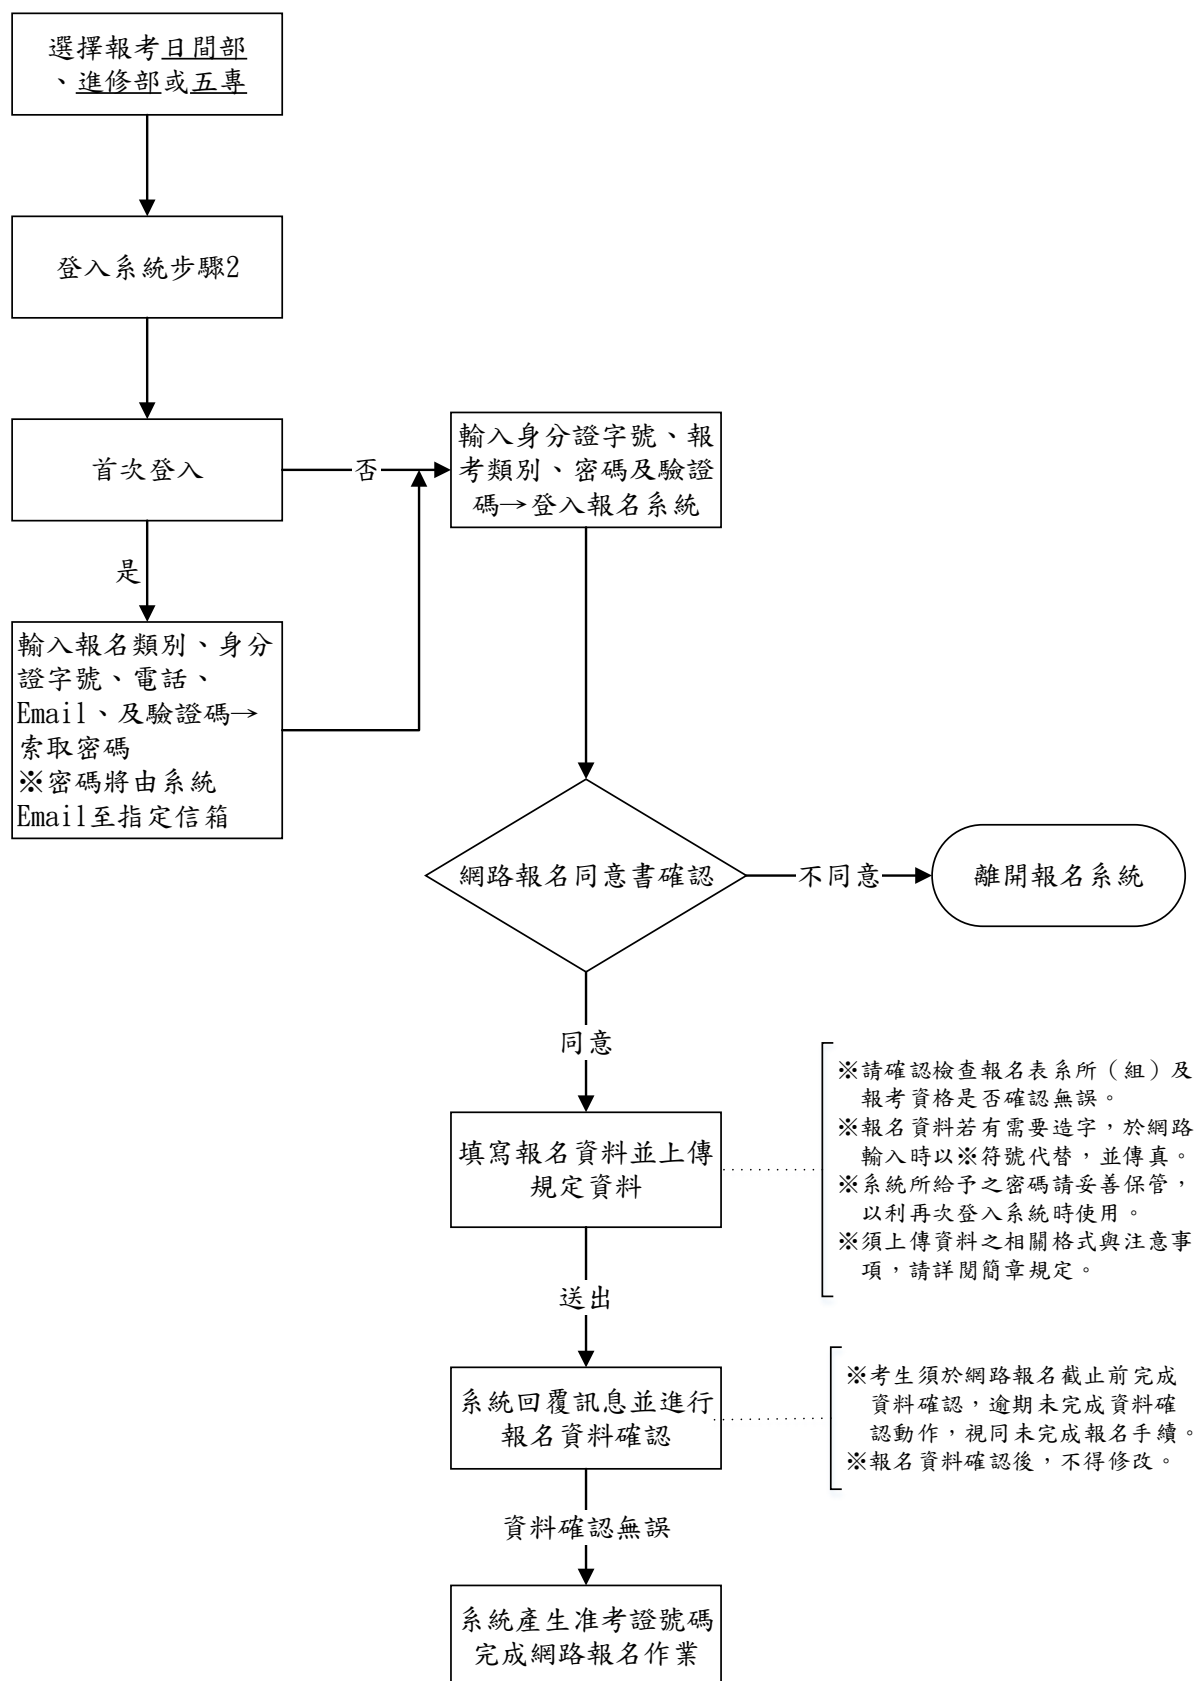 選擇報考日間部
、進修部或五專
登入系統步驟2
首次登入
否
輸入身分證字號、報
考類別、密碼及驗證
碼→登入報名系統
是
輸入報名類別、身分
證字號、電話、
Email、及驗證碼→
索取密碼
※密碼將由系統
Email至指定信箱
網路報名同意書確認
不同意
離開報名系統
同意
填寫報名資料並上傳
規定資料
※請確認檢查報名表系所（組）及
報考資格是否確認無誤。
※報名資料若有需要造字，於網路
輸入時以※符號代替，並傳真。
※系統所給予之密碼請妥善保管，
以利再次登入系統時使用。
※須上傳資料之相關格式與注意事
項，請詳閱簡章規定。
送出
系統回覆訊息並進行
報名資料確認
※考生須於網路報名截止前完成
資料確認，逾期未完成資料確
認動作，視同未完成報名手續。
※報名資料確認後，不得修改。
資料確認無誤
系統產生准考證號碼
完成網路報名作業